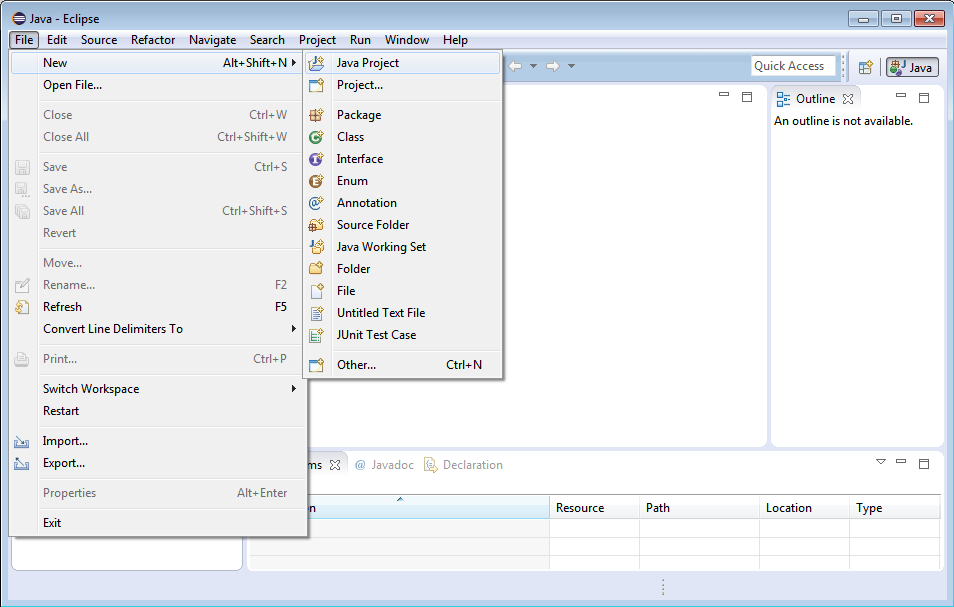 Java - Eclipse
File Edit Source Refactor Navigate Search Project Run Window Help
New Alt+Shift+N
Open File...
Close Ctrl+W
Close All Ctrl+Shift+W
Save Ctrl+S
Save As...
Save All Ctrl+Shift+S
Revert
Move...
Rename... F2
Refresh F5
Convert Line Delimiters To
Print... Ctrl+P
Switch Workspace
Restart
Import...
Export...
Properties Alt+Enter
Exit
Java Project
Project...
Package
Class
Interface
Enum
Annotation
Source Folder
Java Working Set
Folder
File
Untitled Text File
JUnit Test Case
Other... Ctrl+N
Quick Access
Java
Outline
An outline is not available.
ms @ Javadoc Declaration
n Resource Path Location Type